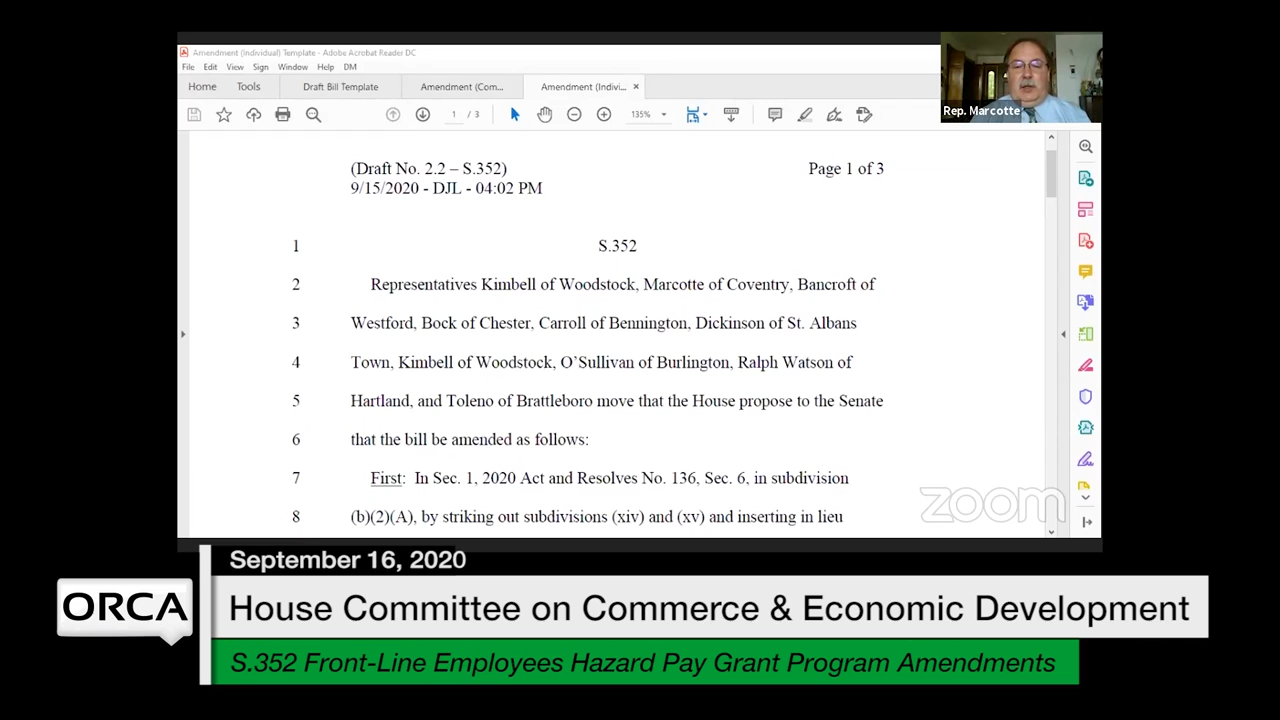 Amendment (Individual) Template - Adobe Acrobat Reader DC
File Edit View Sign Window Help DM
Home Tools Draft Bill Template Amendment (Com... Amendment (Indivi... ×
1 / 3 135%
Rep. Marcotte
(Draft No. 2.2 – S.352) Page 1 of 3
9/15/2020 - DJL - 04:02 PM
1 S.352
2 Representatives Kimbell of Woodstock, Marcotte of Coventry, Bancroft of
3 Westford, Bock of Chester, Carroll of Bennington, Dickinson of St. Albans
4 Town, Kimbell of Woodstock, O’Sullivan of Burlington, Ralph Watson of
5 Hartland, and Toleno of Brattleboro move that the House propose to the Senate
6 that the bill be amended as follows:
7 First: In Sec. 1, 2020 Act and Resolves No. 136, Sec. 6, in subdivision
8 (b)(2)(A), by striking out subdivisions (xiv) and (xv) and inserting in lieu
zoom
September 16, 2020
ORCA
House Committee on Commerce & Economic Development
S.352 Front-Line Employees Hazard Pay Grant Program Amendments